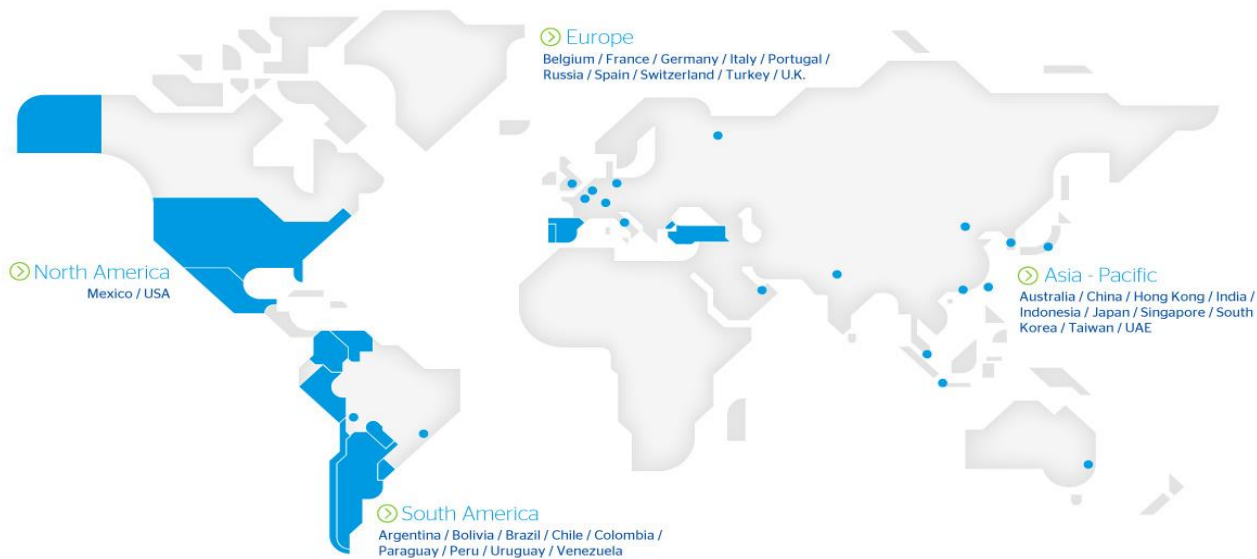 Europe
Belgium / France / Germany / Italy / Portugal /
Russia / Spain / Switzerland / Turkey / U.K.
North America
Mexico / USA
Asia - Pacific
Australia / China / Hong Kong / India /
Indonesia / Japan / Singapore / South
Korea / Taiwan / UAE
South America
Argentina / Bolivia / Brazil / Chile / Colombia /
Paraguay / Peru / Uruguay / Venezuela